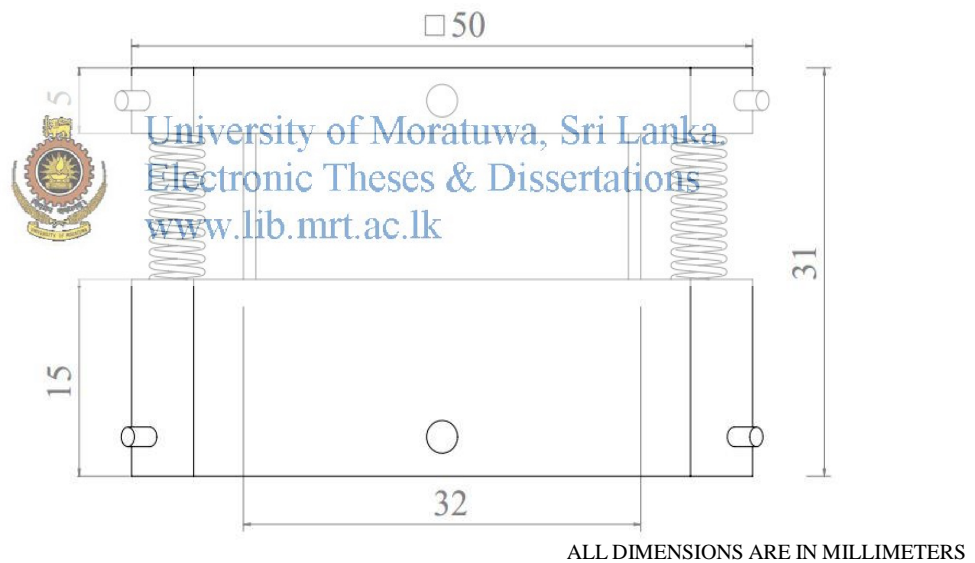 □50
5
University of Moratuwa, Sri Lanka.
Electronic Theses & Dissertations
www.lib.mrt.ac.lk
31
15
32
ALL DIMENSIONS ARE IN MILLIMETERS